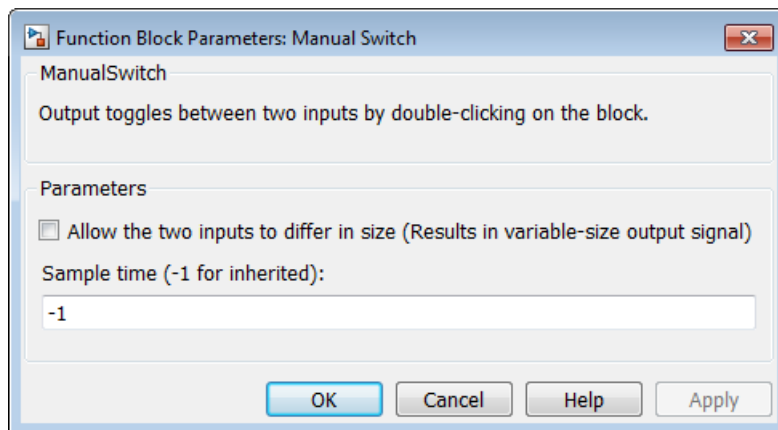 Function Block Parameters: Manual Switch
ManualSwitch
Output toggles between two inputs by double-clicking on the block.
Parameters
Allow the two inputs to differ in size (Results in variable-size output signal)
Sample time (-1 for inherited):
-1
OK Cancel Help Apply